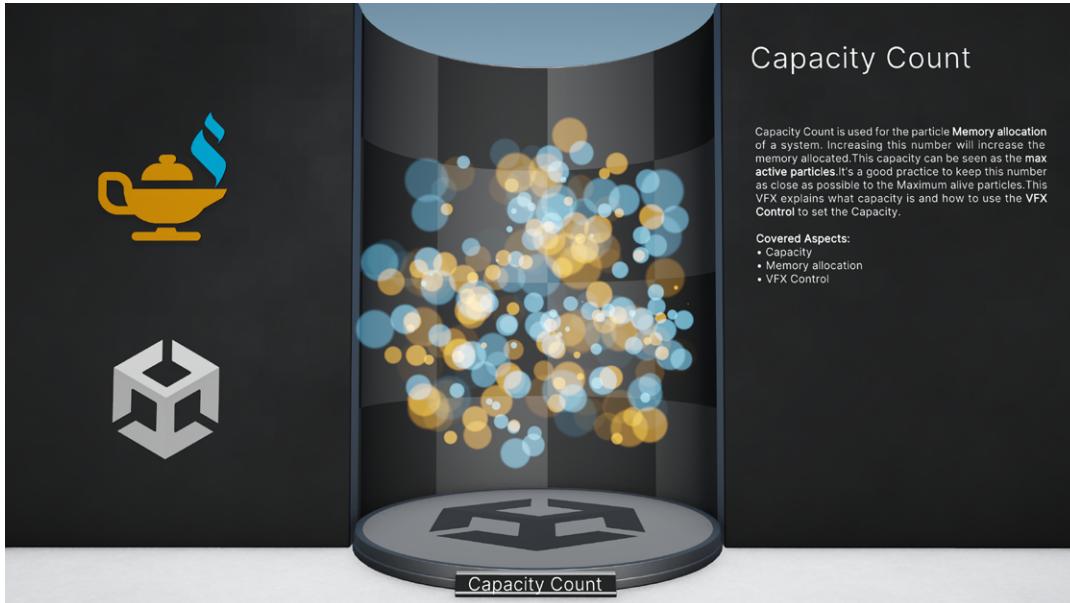 Capacity Count
Capacity Count is used for the particle Memory allocation
of a system. Increasing this number will increase the
memory allocated.This capacity can be seen as the max
active particles.It's a good practice to keep this number
as close as possible to the Maximum alive particles.This
VFX explains what capacity is and how to use the VFX
Control to set the Capacity.
Covered Aspects:
• Capacity
• Memory allocation
• VFX Control
Capacity Count